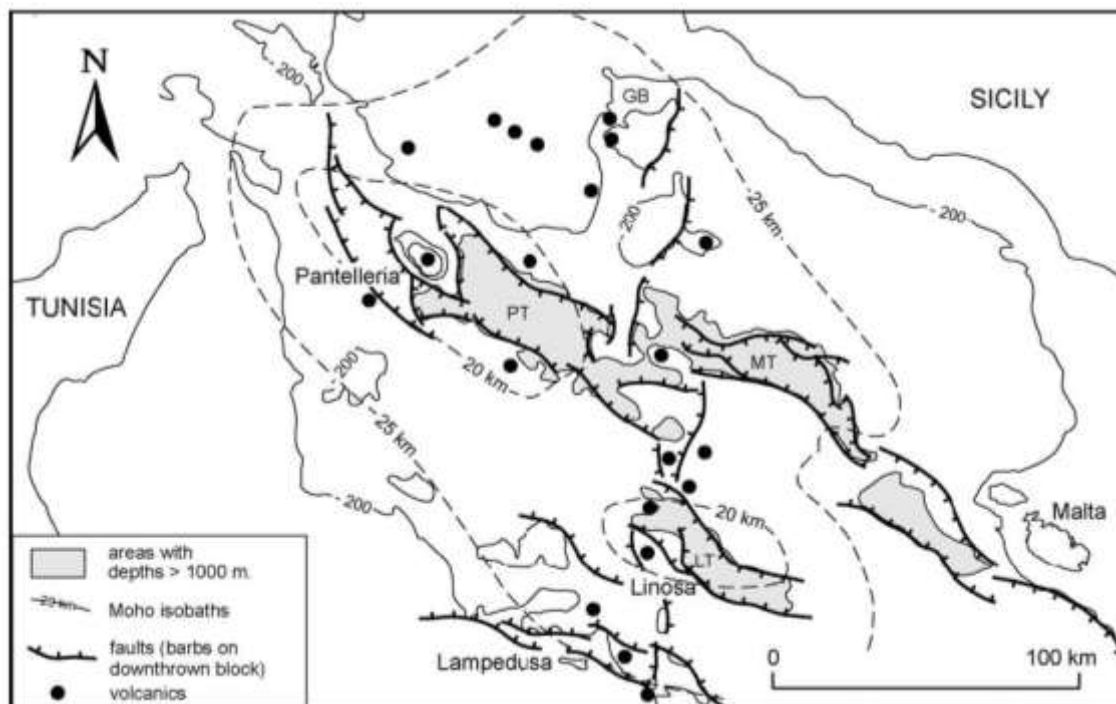 N
200
GB
SICILY
200
25 km
200
Pantelleria
TUNISIA
PT
MT
20 km
200
25 km
200
20 km
Malta
LT
Linosa
Lampedusa
areas with
depths > 1000 m.
20 km
Moho isobaths
faults (barbs on
downthrown block)
volcanics
0
100 km